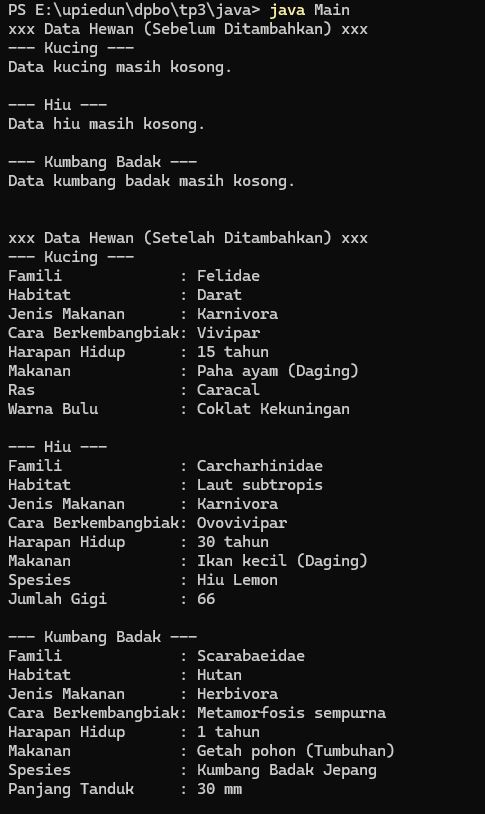 PS E:\upiedun\dpbo\tp3\java> java Main
xxx Data Hewan (Sebelum Ditambahkan) xxx
--- Kucing ---
Data kucing masih kosong.
--- Hiu ---
Data hiu masih kosong.
--- Kumbang Badak ---
Data kumbang badak masih kosong.
xxx Data Hewan (Setelah Ditambahkan) xxx
--- Kucing ---
Famili : Felidae
Habitat : Darat
Jenis Makanan : Karnivora
Cara Berkembangbiak: Vivipar
Harapan Hidup : 15 tahun
Makanan : Paha ayam (Daging)
Ras : Caracal
Warna Bulu : Coklat Kekuningan
--- Hiu ---
Famili : Carcharhinidae
Habitat : Laut subtropis
Jenis Makanan : Karnivora
Cara Berkembangbiak: Ovovivipar
Harapan Hidup : 30 tahun
Makanan : Ikan kecil (Daging)
Spesies : Hiu Lemon
Jumlah Gigi : 66
--- Kumbang Badak ---
Famili : Scarabaeidae
Habitat : Hutan
Jenis Makanan : Herbivora
Cara Berkembangbiak: Metamorfosis sempurna
Harapan Hidup : 1 tahun
Makanan : Getah pohon (Tumbuhan)
Spesies : Kumbang Badak Jepang
Panjang Tanduk : 30 mm